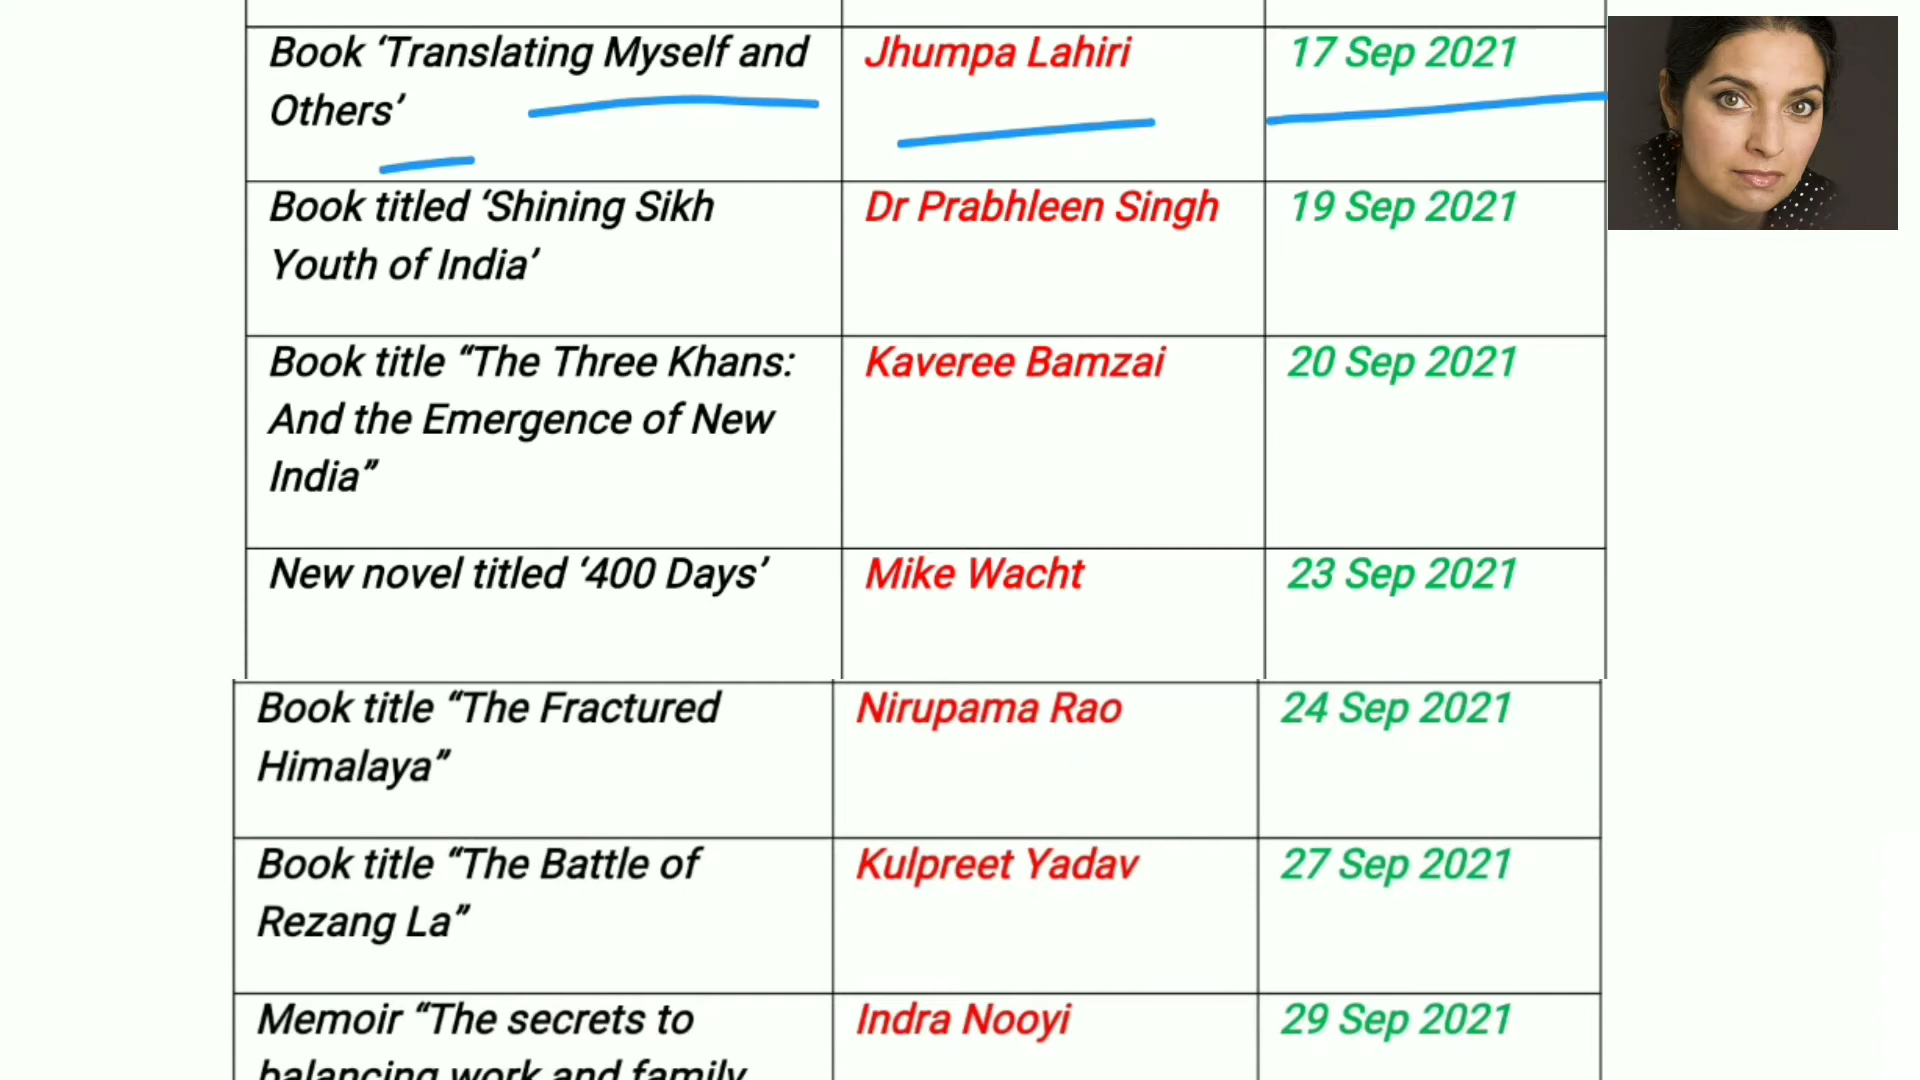 Book ‘Translating Myself and
Others’
Jhumpa Lahiri
17 Sep 2021
Book titled ‘Shining Sikh
Youth of India’
Dr Prabhleen Singh
19 Sep 2021
Book title “The Three Khans:
And the Emergence of New
India”
Kaveree Bamzai
20 Sep 2021
New novel titled ‘400 Days’
Mike Wacht
23 Sep 2021
Book title “The Fractured
Himalaya”
Nirupama Rao
24 Sep 2021
Book title “The Battle of
Rezang La”
Kulpreet Yadav
27 Sep 2021
Memoir “The secrets to
balancing work and family
Indra Nooyi
29 Sep 2021